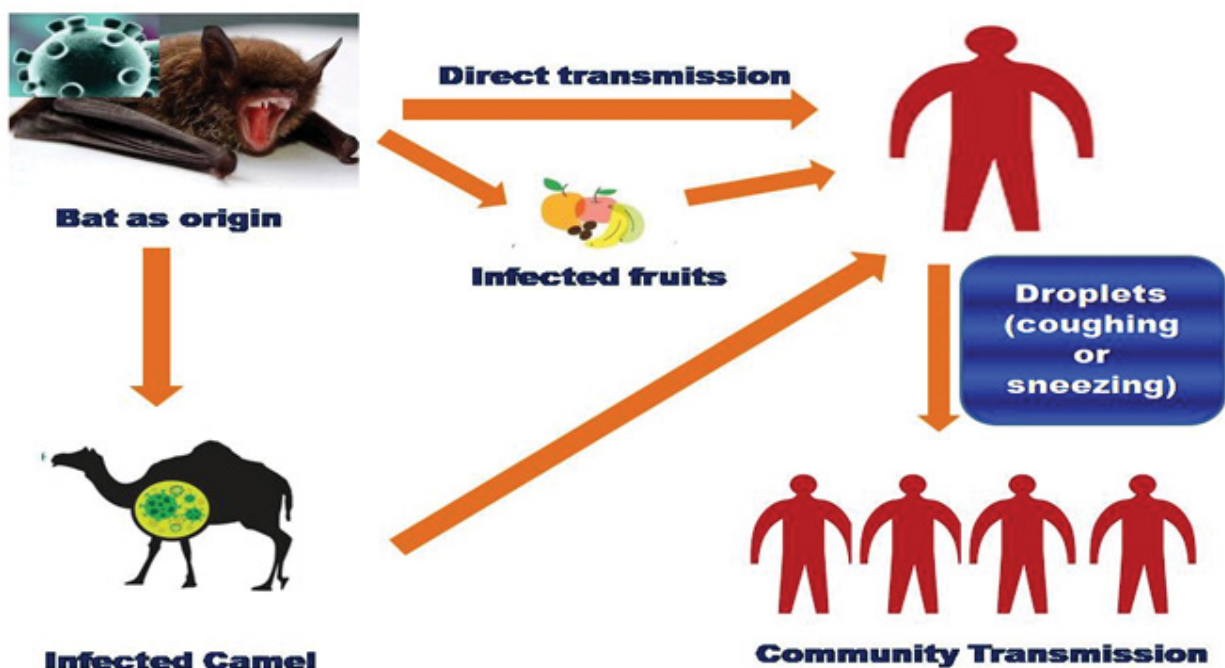 Direct transmission
Bat as origin
Infected fruits
Droplets
(coughing
or
sneezing)
Infected Camel
Community Transmission